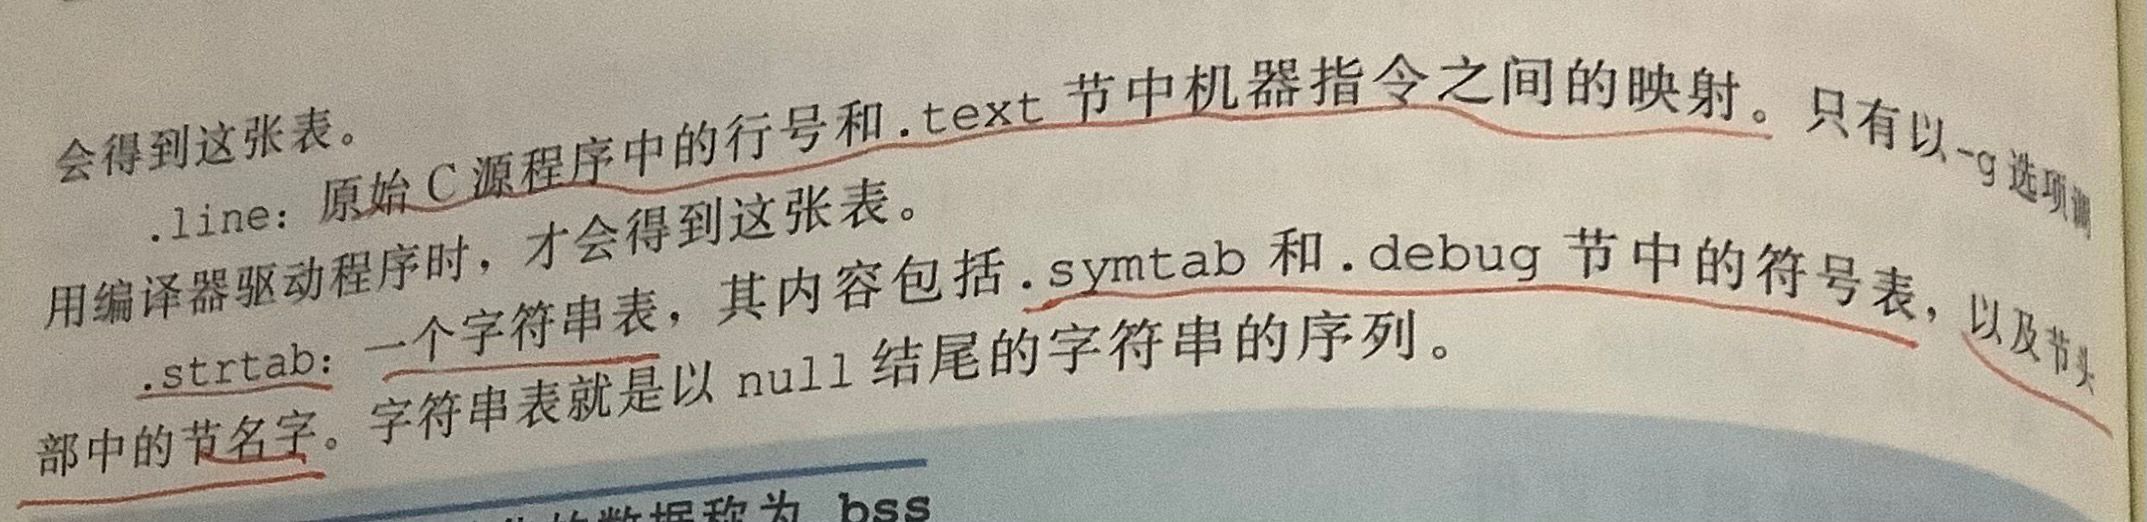 会得到这张表。
.line: 原始 C 源程序中的行号和.text 节中机器指令之间的映射。只有以-g 选项调
用编译器驱动程序时，才会得到这张表。
.strtab: 一个字符串表，其内容包括.symtab 和.debug 节中的符号表，以及节头
部中的节名字。字符串表就是以 null 结尾的字符串的序列。
的数据称为 bss